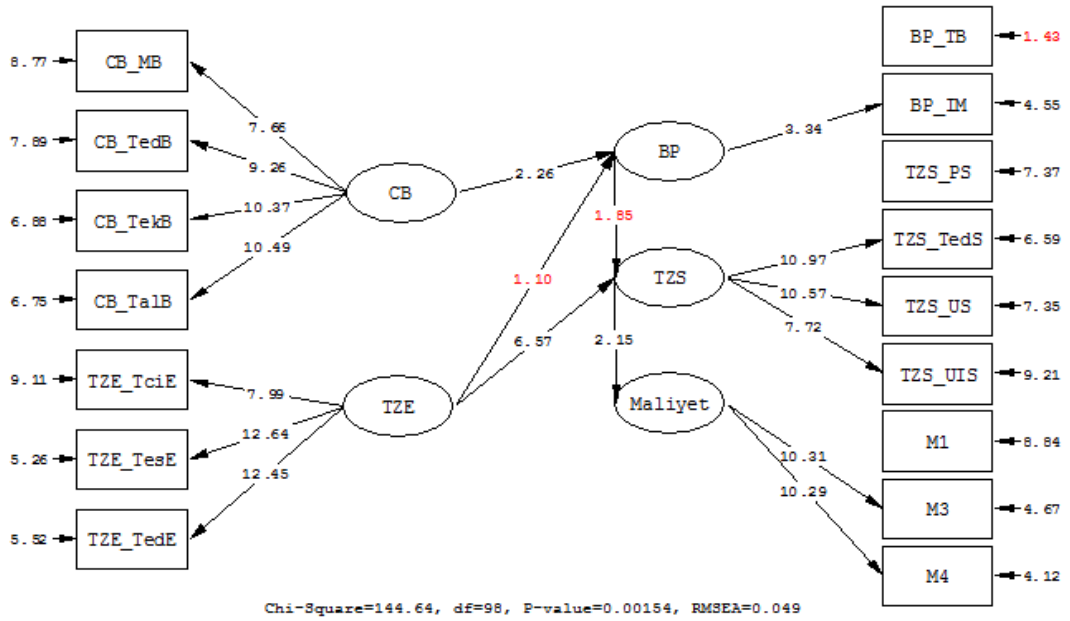 BP_TB
1.43
8.77
CB_MB
BP_IM
4.55
7.66
3.34
7.89
CB_TedB
9.26
BP
TZS_PS
7.37
2.26
CB
6.88
CB_TekB
10.37
1.85
TZS_TedS
6.59
10.49
10.97
1.10
TZS
6.75
CB_TalB
10.57
TZS_US
7.35
6.57
2.15
7.72
9.11
TZE_TciE
7.99
TZS_UIS
9.21
TZE
Maliyet
12.64
M1
8.84
5.26
TZE_TesE
10.31
12.45
10.29
M3
4.67
5.52
TZE_TedE
M4
4.12
Chi-Square=144.64, df=98, P-value=0.00154, RMSEA=0.049